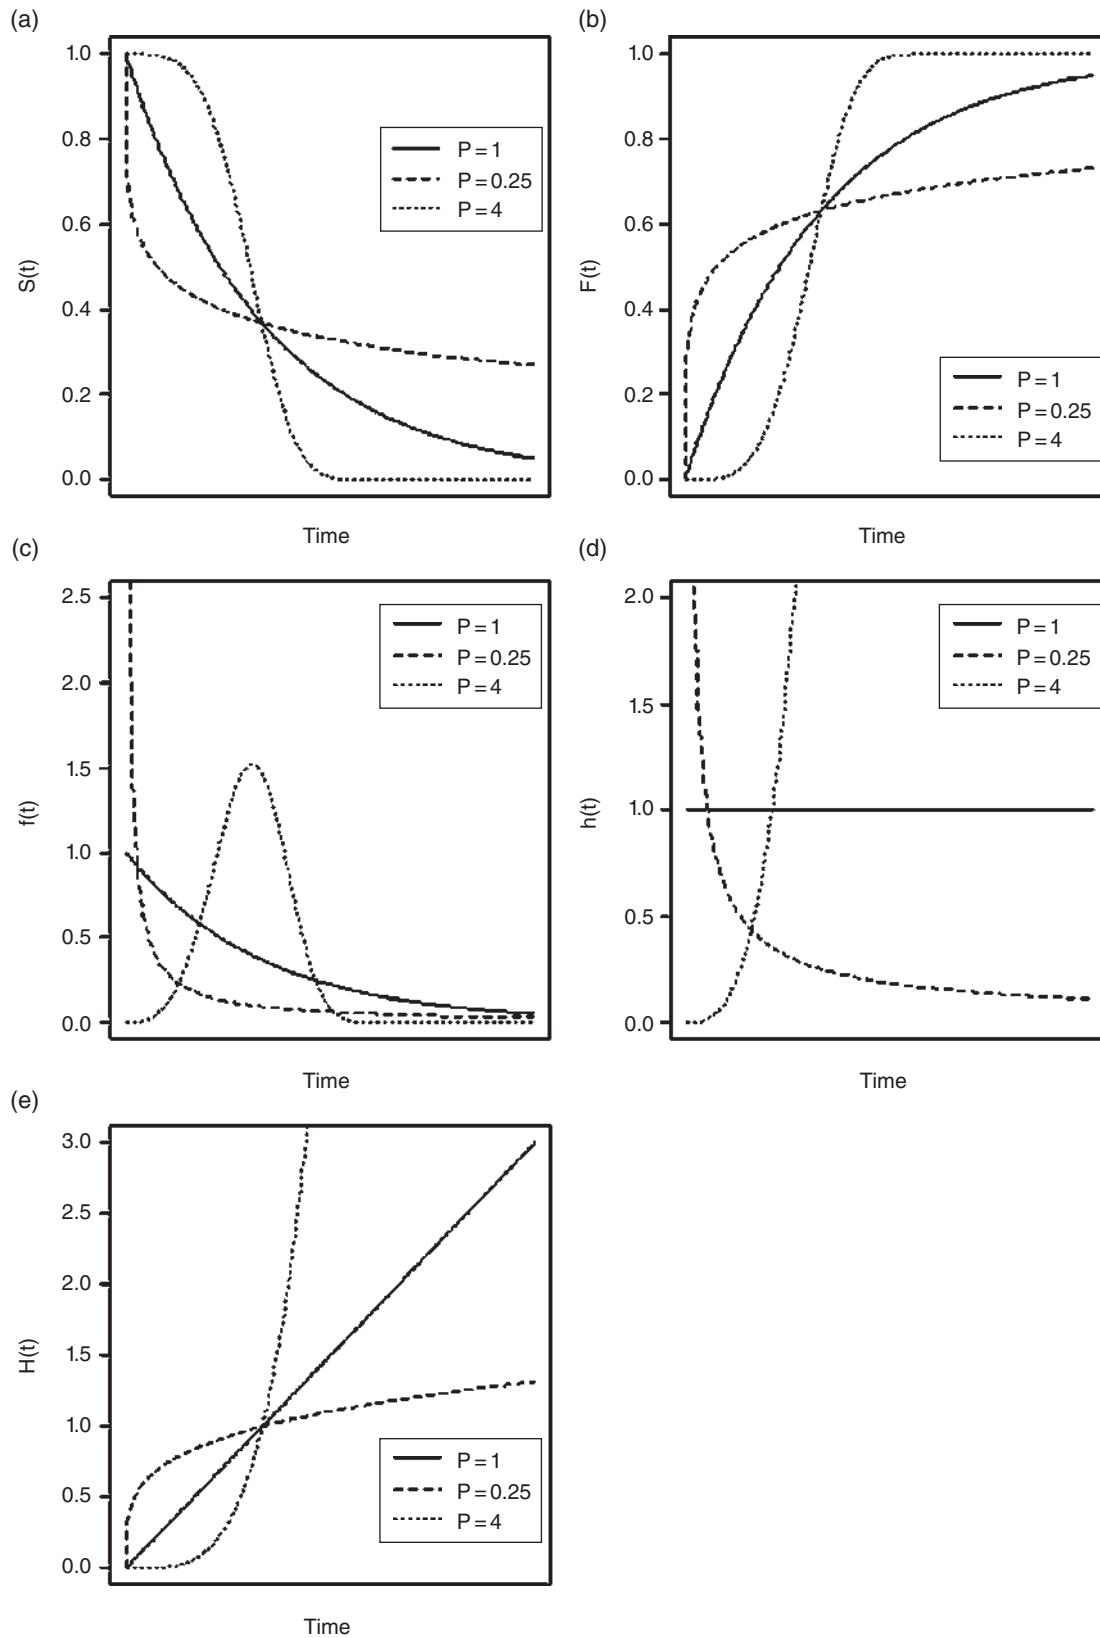 (a)
1.0
0.8
0.6
0.4
0.2
0.0
S(t)
Time
P = 1
P = 0.25
P = 4
(b)
1.0
0.8
0.6
0.4
0.2
0.0
F(t)
Time
P = 1
P = 0.25
P = 4
(c)
2.5
2.0
1.5
1.0
0.5
0.0
f(t)
Time
P = 1
P = 0.25
P = 4
(d)
2.0
1.5
1.0
0.5
0.0
h(t)
Time
P = 1
P = 0.25
P = 4
(e)
3.0
2.5
2.0
1.5
1.0
0.5
0.0
H(t)
Time
P = 1
P = 0.25
P = 4